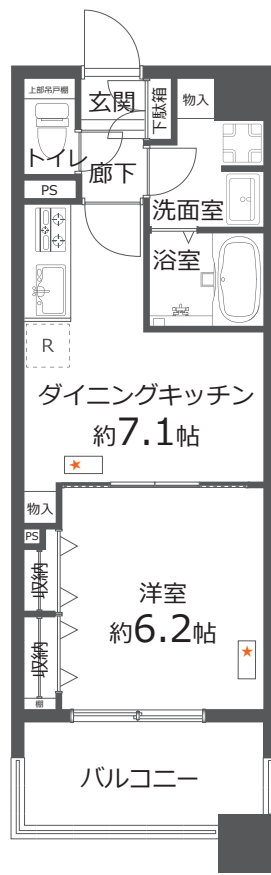 上部吊戸棚
玄関
下駄箱
物入
トイレ
廊下
PS
洗面室
浴室
R
ダイニングキッチン
約7.1帖
★
物入
PS
収納
洋室
約6.2帖
★
収納
棚
バルコニー